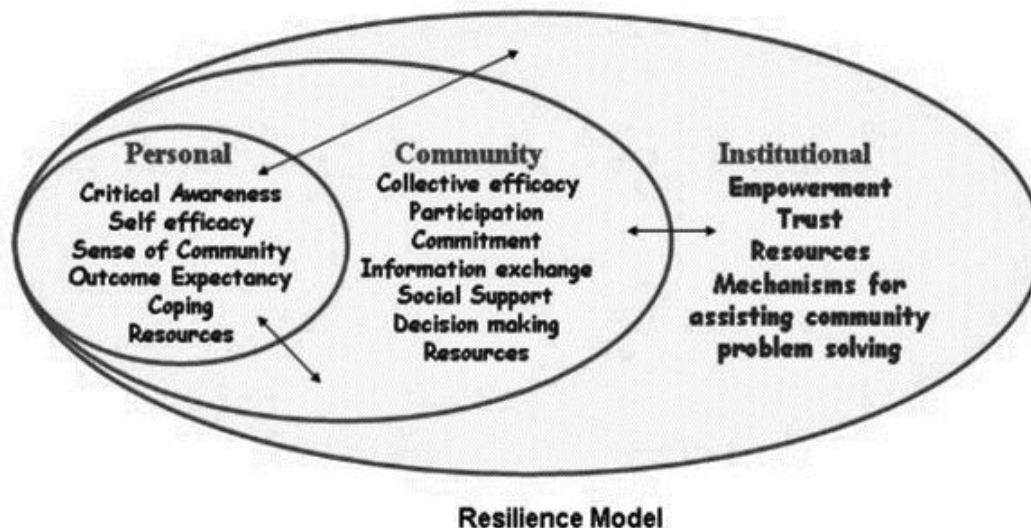 Personal
Critical Awareness
Self efficacy
Sense of Community
Outcome Expectancy
Coping
Resources
Community
Collective efficacy
Participation
Commitment
Information exchange
Social Support
Decision making
Resources
Institutional
Empowerment
Trust
Resources
Mechanisms for
assisting community
problem solving
Resilience Model